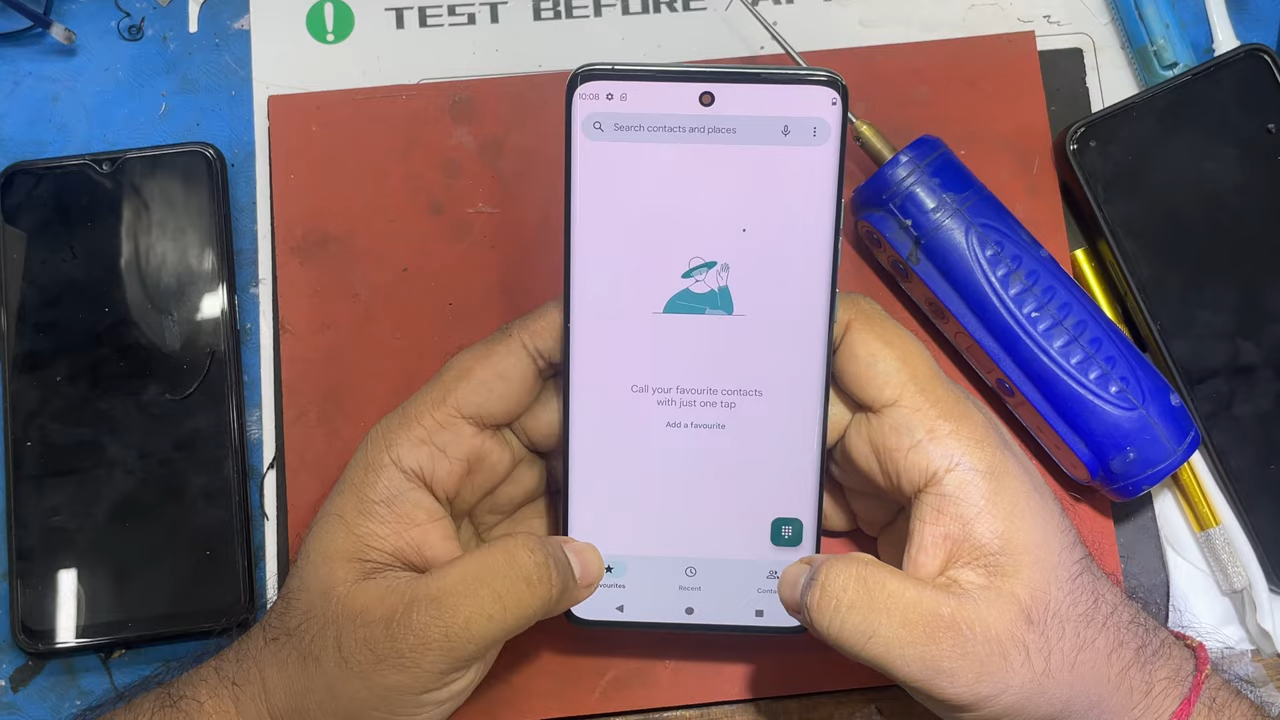 TEST BEFORE
10:08
Search contacts and places
Call your favourite contacts
with just one tap
Add a favourite
Recent